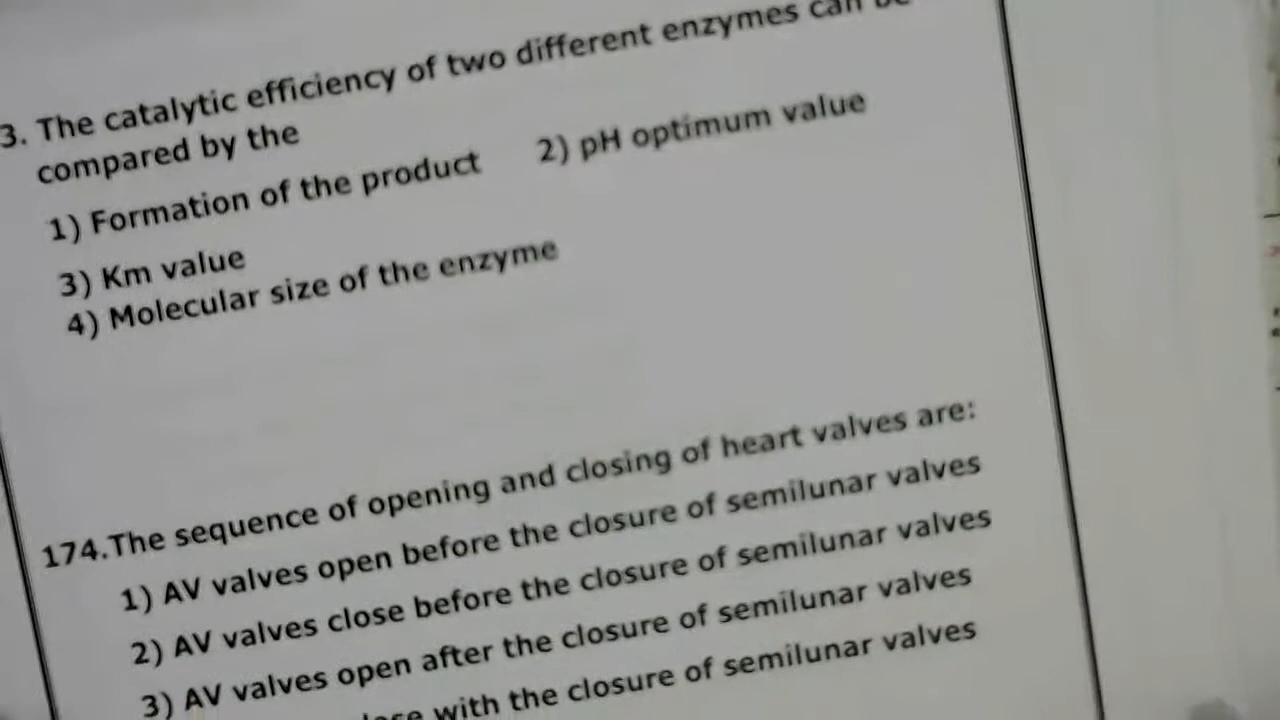 3. The catalytic efficiency of two different enzymes can be
compared by the
1) Formation of the product 2) pH optimum value
3) Km value
4) Molecular size of the enzyme
174.The sequence of opening and closing of heart valves are:
1) AV valves open before the closure of semilunar valves
2) AV valves close before the closure of semilunar valves
3) AV valves open after the closure of semilunar valves
with the closure of semilunar valves